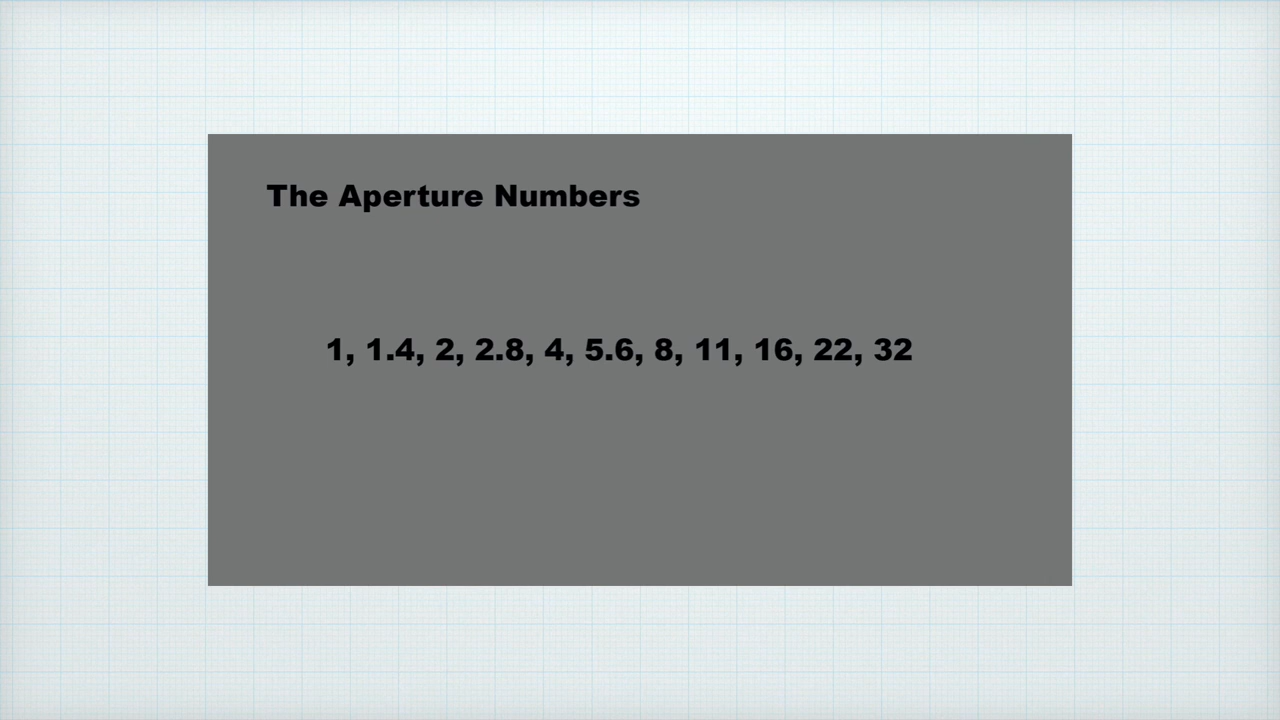 The Aperture Numbers
1, 1.4, 2, 2.8, 4, 5.6, 8, 11, 16, 22, 32